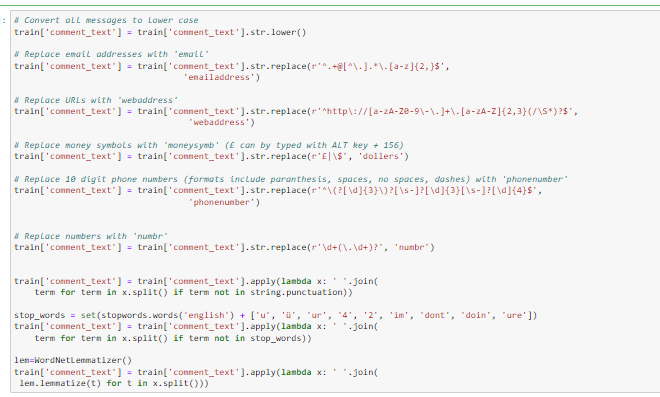 : # Convert all messages to lower case
train['comment_text'] = train['comment_text'].str.lower()
# Replace email addresses with 'email'
train['comment_text'] = train['comment_text'].str.replace(r'^.+@[^\.].*\.[a-z]{2,}$',
'emailaddress')
# Replace URLs with 'webaddress'
train['comment_text'] = train['comment_text'].str.replace(r'^http\://[a-zA-Z0-9\-\.]+\.[a-zA-Z]{2,3}(/\S*)?$',
'webaddress')
# Replace money symbols with 'moneysymb' (£ can by typed with ALT key + 156)
train['comment_text'] = train['comment_text'].str.replace(r'£|\$', 'dollers')
# Replace 10 digit phone numbers (formats include paranthesis, spaces, no spaces, dashes) with 'phonenumber'
train['comment_text'] = train['comment_text'].str.replace(r'^\(?[\d]{3}\)?[\s-]?[\d]{3}[\s-]?[\d]{4}$',
'phonenumber')
# Replace numbers with 'numbr'
train['comment_text'] = train['comment_text'].str.replace(r'\d+(\.\d+)?', 'numbr')
train['comment_text'] = train['comment_text'].apply(lambda x: ' '.join(
term for term in x.split() if term not in string.punctuation))
stop_words = set(stopwords.words('english') + ['u', 'ü', 'ur', '4', '2', 'im', 'dont', 'doin', 'ure'])
train['comment_text'] = train['comment_text'].apply(lambda x: ' '.join(
term for term in x.split() if term not in stop_words))
lem=WordNetLemmatizer()
train['comment_text'] = train['comment_text'].apply(lambda x: ' '.join(
lem.lemmatize(t) for t in x.split()))